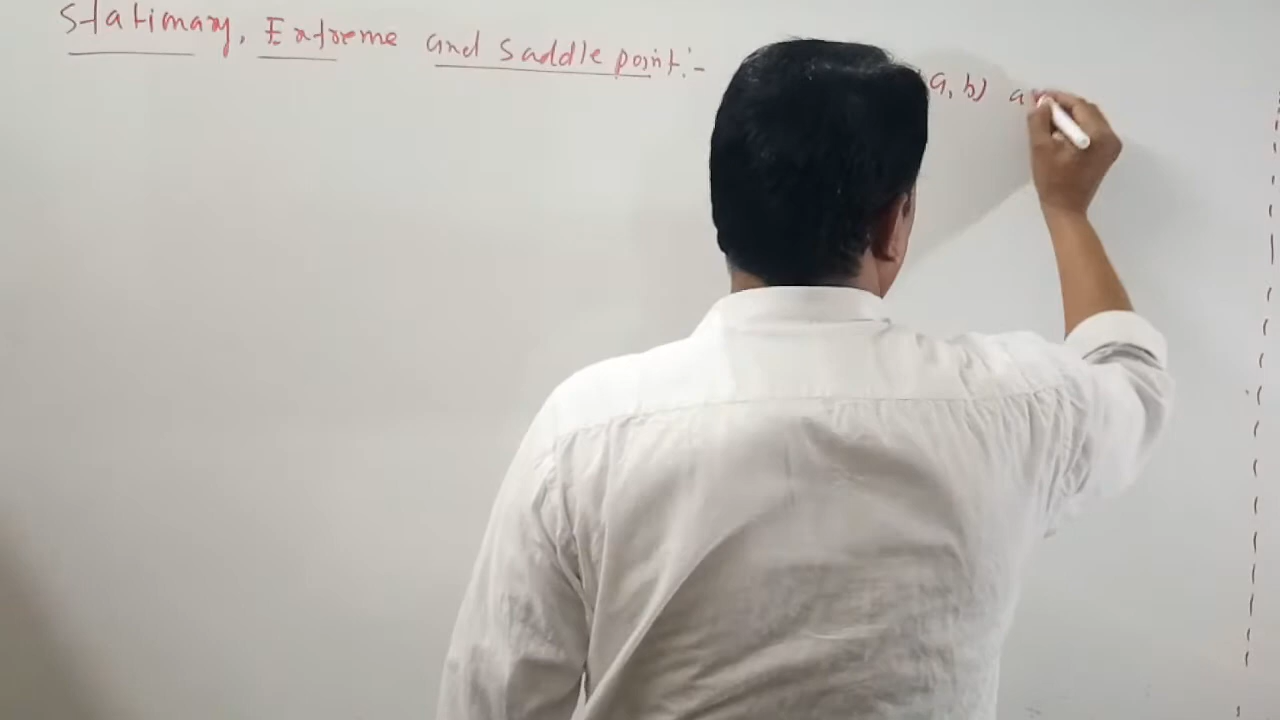 Stationary, Extreme and Saddle point:-
a, b) a